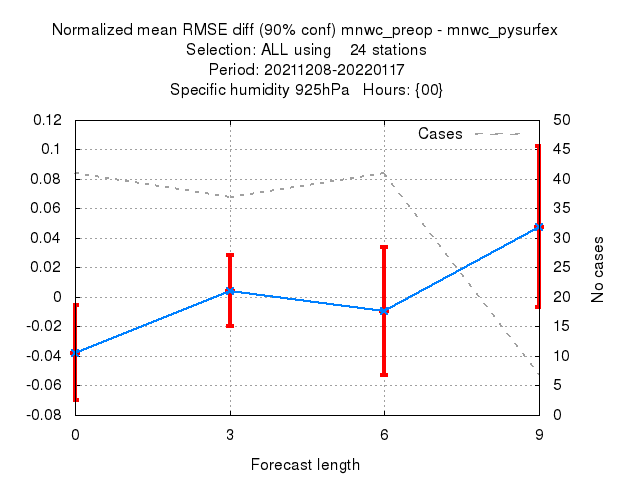 Normalized mean RMSE diff (90% conf) mnwc_preop - mnwc_pysurfex
Selection: ALL using    24 stations
Period: 20211208-20220117
Specific humidity 925hPa   Hours: {00}
Cases
0.12
0.1
0.08
0.06
0.04
0.02
0
-0.02
-0.04
-0.06
-0.08
50
45
40
35
30
25
20
15
10
5
0
No cases
0 3 6 9
Forecast length